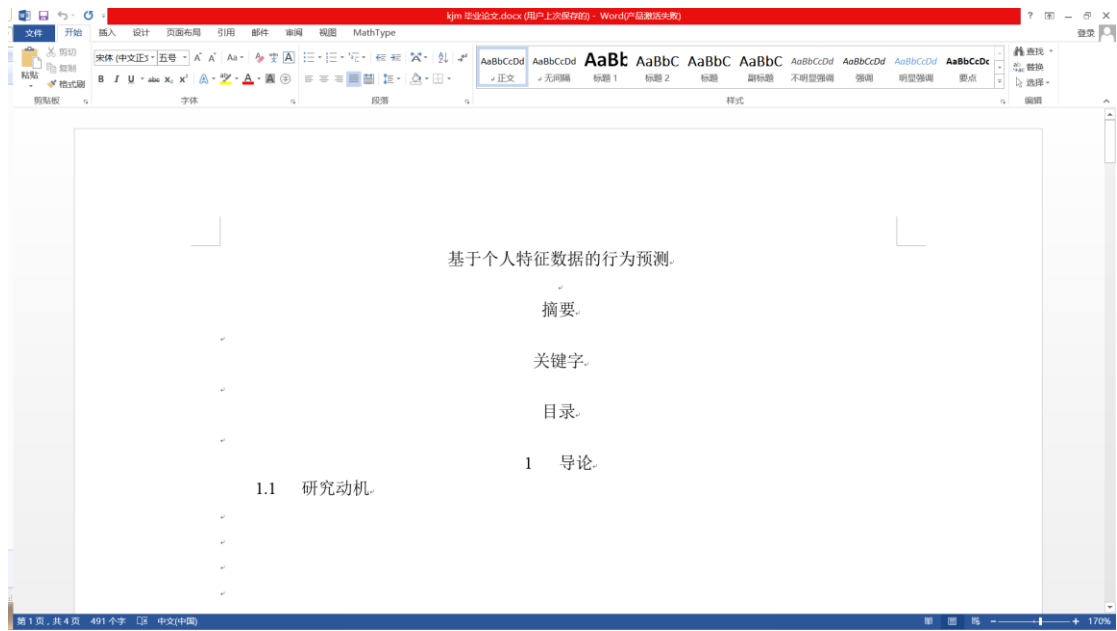 kjm 毕业论文.docx (用户上次保存的) - Word(产品激活失败)
文件 开始 插入 设计 页面布局 引用 邮件 审阅 视图 MathType 登录
粘贴 剪切 复制 格式刷
宋体 (中文正 五号
AaBbCcDd AaBbCcDd AaBb AaBbC AaBbC AaBbC AaBbCcDd AaBbCcDd AaBbCcDd AaBbCcDc
正文 无间隔 标题 1 标题 2 标题 副标题 不明显强调 强调 明显强调 要点
查找 替换 选择
剪贴板 字体 段落 样式 编辑
基于个人特征数据的行为预测
摘要
关键字
目录
1 导论
1.1 研究动机
第 1 页，共 4 页 491 个字 中文(中国) 170%